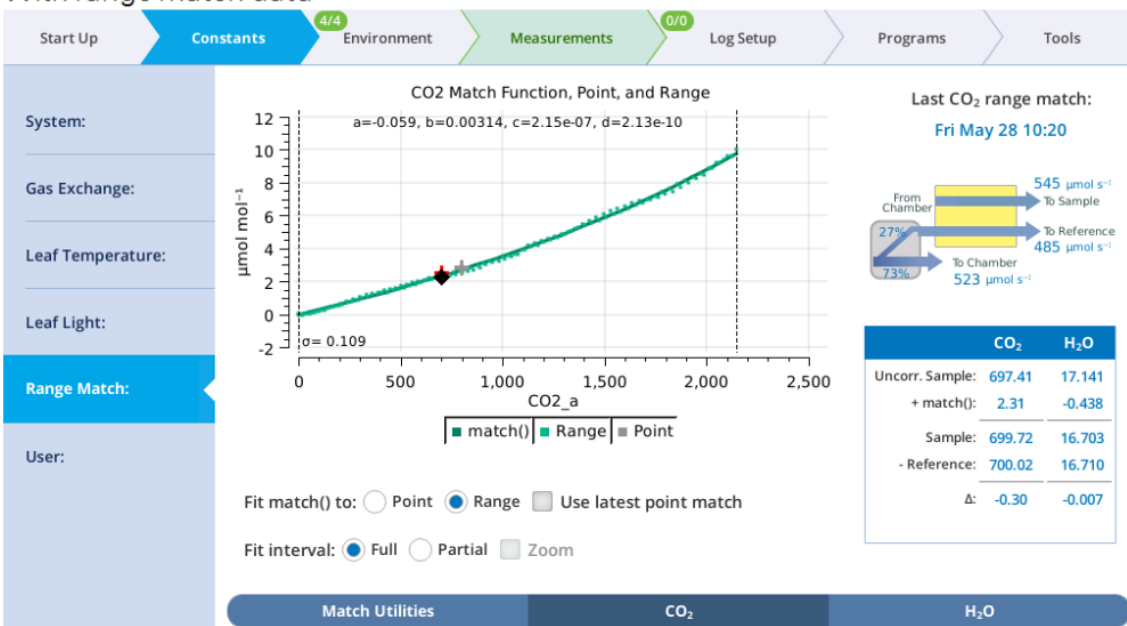 4/4
0/0
Start Up
Constants
Environment
Measurements
Log Setup
Programs
Tools
System:
Gas Exchange:
Leaf Temperature:
Leaf Light:
Range Match:
User:
CO2 Match Function, Point, and Range
a=-0.059, b=0.00314, c=2.15e-07, d=2.13e-10
12
10
8
6
4
2
0
-2
µmol mol⁻¹
σ= 0.109
0
500
1,000
1,500
2,000
2,500
CO2_a
match()
Range
Point
Fit match() to:
Point
Range
Use latest point match
Fit interval:
Full
Partial
Zoom
Last CO₂ range match:
Fri May 28 10:20
From
Chamber
545 µmol s⁻¹
To Sample
27%
To Reference
485 µmol s⁻¹
73%
To Chamber
523 µmol s⁻¹
CO₂ H₂O
Uncorr. Sample: 697.41 17.141
+ match(): 2.31 -0.438
Sample: 699.72 16.703
- Reference: 700.02 16.710
Δ: -0.30 -0.007
Match Utilities
CO₂
H₂O